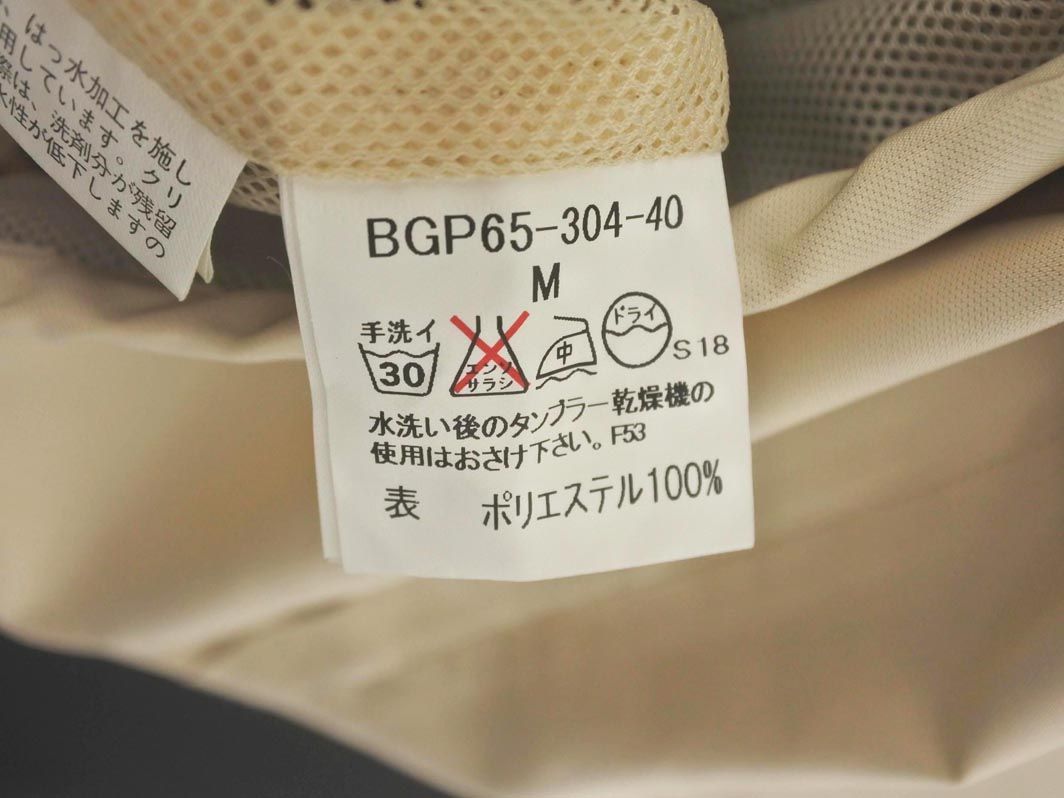 はっ水加工を施し
用しています。クリ
際は、洗剤分が残留
水性が低下しますの
BGP65-304-40
M
手洗イ
30
エンソ
サラシ
中
ドライ
S18
水洗い後のタンブラー乾燥機の
使用はおさけ下さい。F53
表 ポリエステル100%